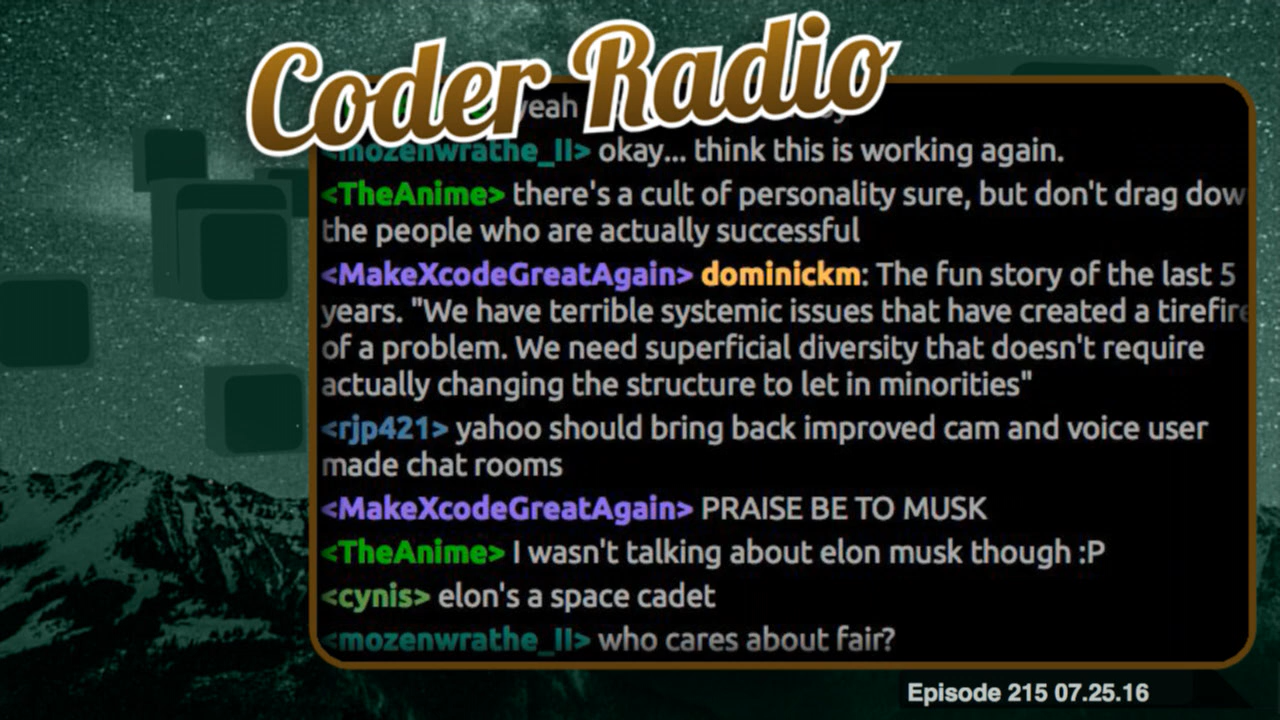 Coder Radio
yeah
<mozenwrathe_II> okay... think this is working again.
<TheAnime> there's a cult of personality sure, but don't drag dow
the people who are actually successful
<MakeXcodeGreatAgain> dominickm: The fun story of the last 5
years. "We have terrible systemic issues that have created a tirefire
of a problem. We need superficial diversity that doesn't require
actually changing the structure to let in minorities"
<rjp421> yahoo should bring back improved cam and voice user
made chat rooms
<MakeXcodeGreatAgain> PRAISE BE TO MUSK
<TheAnime> I wasn't talking about elon musk though :P
<cynis> elon's a space cadet
<mozenwrathe_II> who cares about fair?
Episode 215 07.25.16